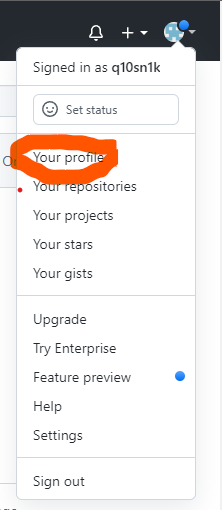 Signed in as q10sn1k
Set status
Your profile
Your repositories
Your projects
Your stars
Your gists
Upgrade
Try Enterprise
Feature preview
Help
Settings
Sign out